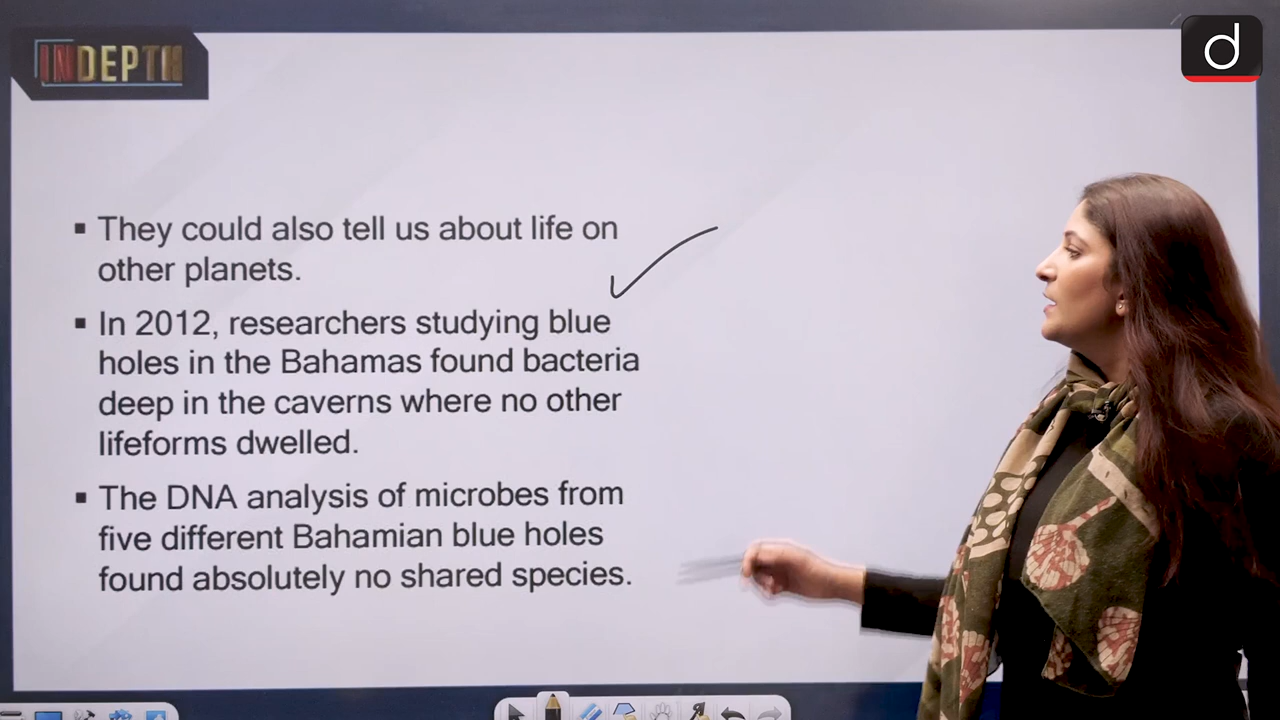 INDEPTH
d
▪ They could also tell us about life on
other planets.
▪ In 2012, researchers studying blue
holes in the Bahamas found bacteria
deep in the caverns where no other
lifeforms dwelled.
▪ The DNA analysis of microbes from
five different Bahamian blue holes
found absolutely no shared species.